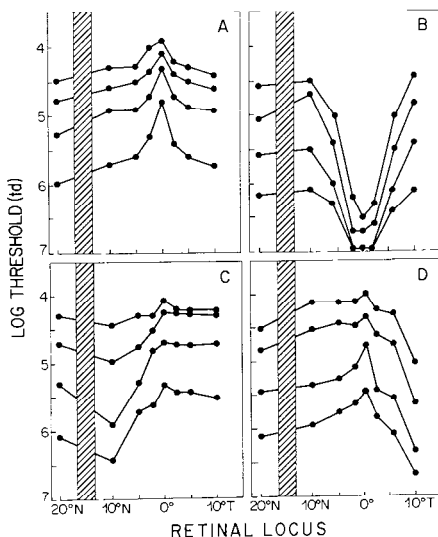 A
B
4
5
6
7
LOG THRESHOLD (td)
C
D
4
5
6
7
20°N
10°N
0°
10°T
20°N
10°N
0°
10°T
RETINAL LOCUS